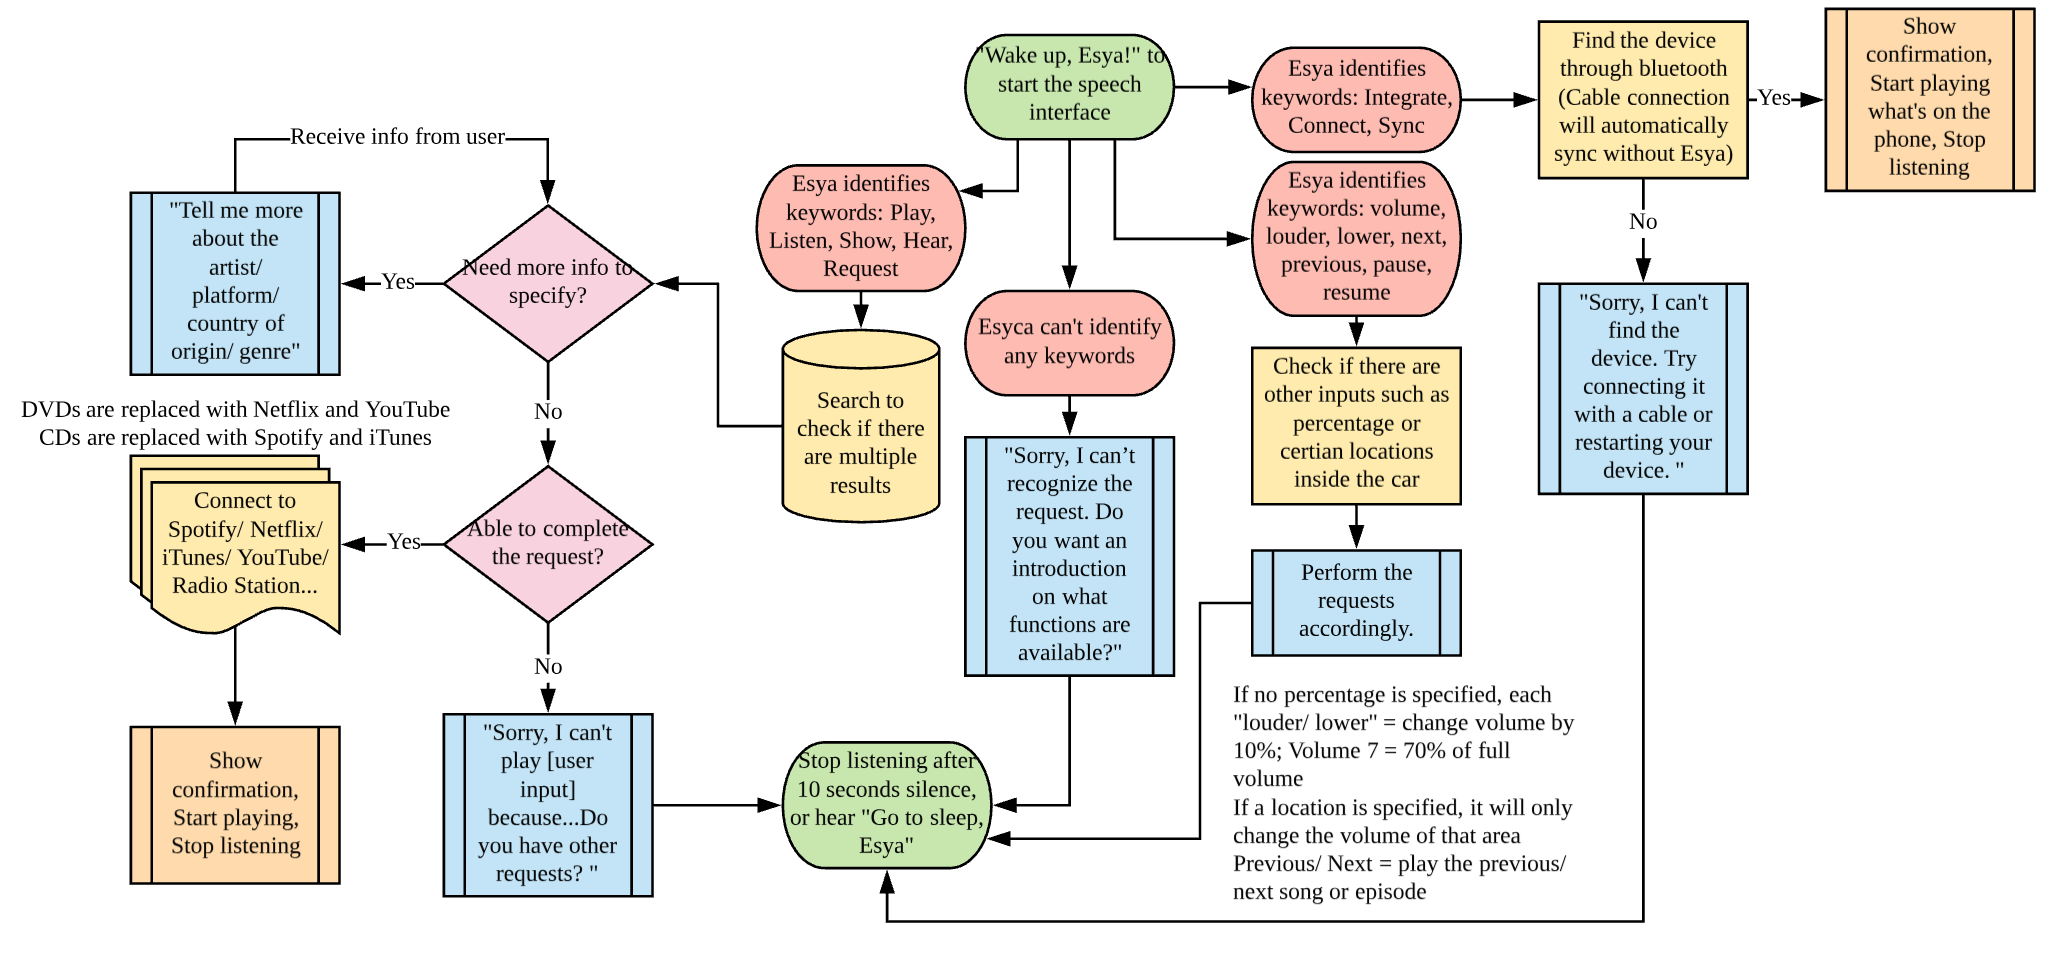 "Wake up, Esya!" to
start the speech
interface
Esya identifies
keywords: Integrate,
Connect, Sync
Find the device
through bluetooth
(Cable connection
will automatically
sync without Esya)
Yes
Show
confirmation,
Start playing
what's on the
phone, Stop
listening
No
"Sorry, I can't
find the
device. Try
connecting it
with a cable or
restarting your
device. "
Esya identifies
keywords: volume,
louder, lower, next,
previous, pause,
resume
Check if there are
other inputs such as
percentage or
certian locations
inside the car
Perform the
requests
accordingly.
If no percentage is specified, each
"louder/ lower" = change volume by
10%; Volume 7 = 70% of full
volume
If a location is specified, it will only
change the volume of that area
Previous/ Next = play the previous/
next song or episode
Esyca can't identify
any keywords
"Sorry, I can’t
recognize the
request. Do
you want an
introduction
on what
functions are
available?"
Esya identifies
keywords: Play,
Listen, Show, Hear,
Request
Search to
check if there
are multiple
results
Need more info to
specify?
Yes
"Tell me more
about the
artist/
platform/
country of
origin/ genre"
Receive info from user
No
Able to complete
the request?
Yes
DVDs are replaced with Netflix and YouTube
CDs are replaced with Spotify and iTunes
Connect to
Spotify/ Netflix/
iTunes/ YouTube/
Radio Station...
Show
confirmation,
Start playing,
Stop listening
No
"Sorry, I can't
play [user
input]
because...Do
you have other
requests? "
Stop listening after
10 seconds silence,
or hear "Go to sleep,
Esya"